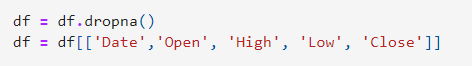 df = df.dropna()
df = df[['Date','Open', 'High', 'Low', 'Close']]